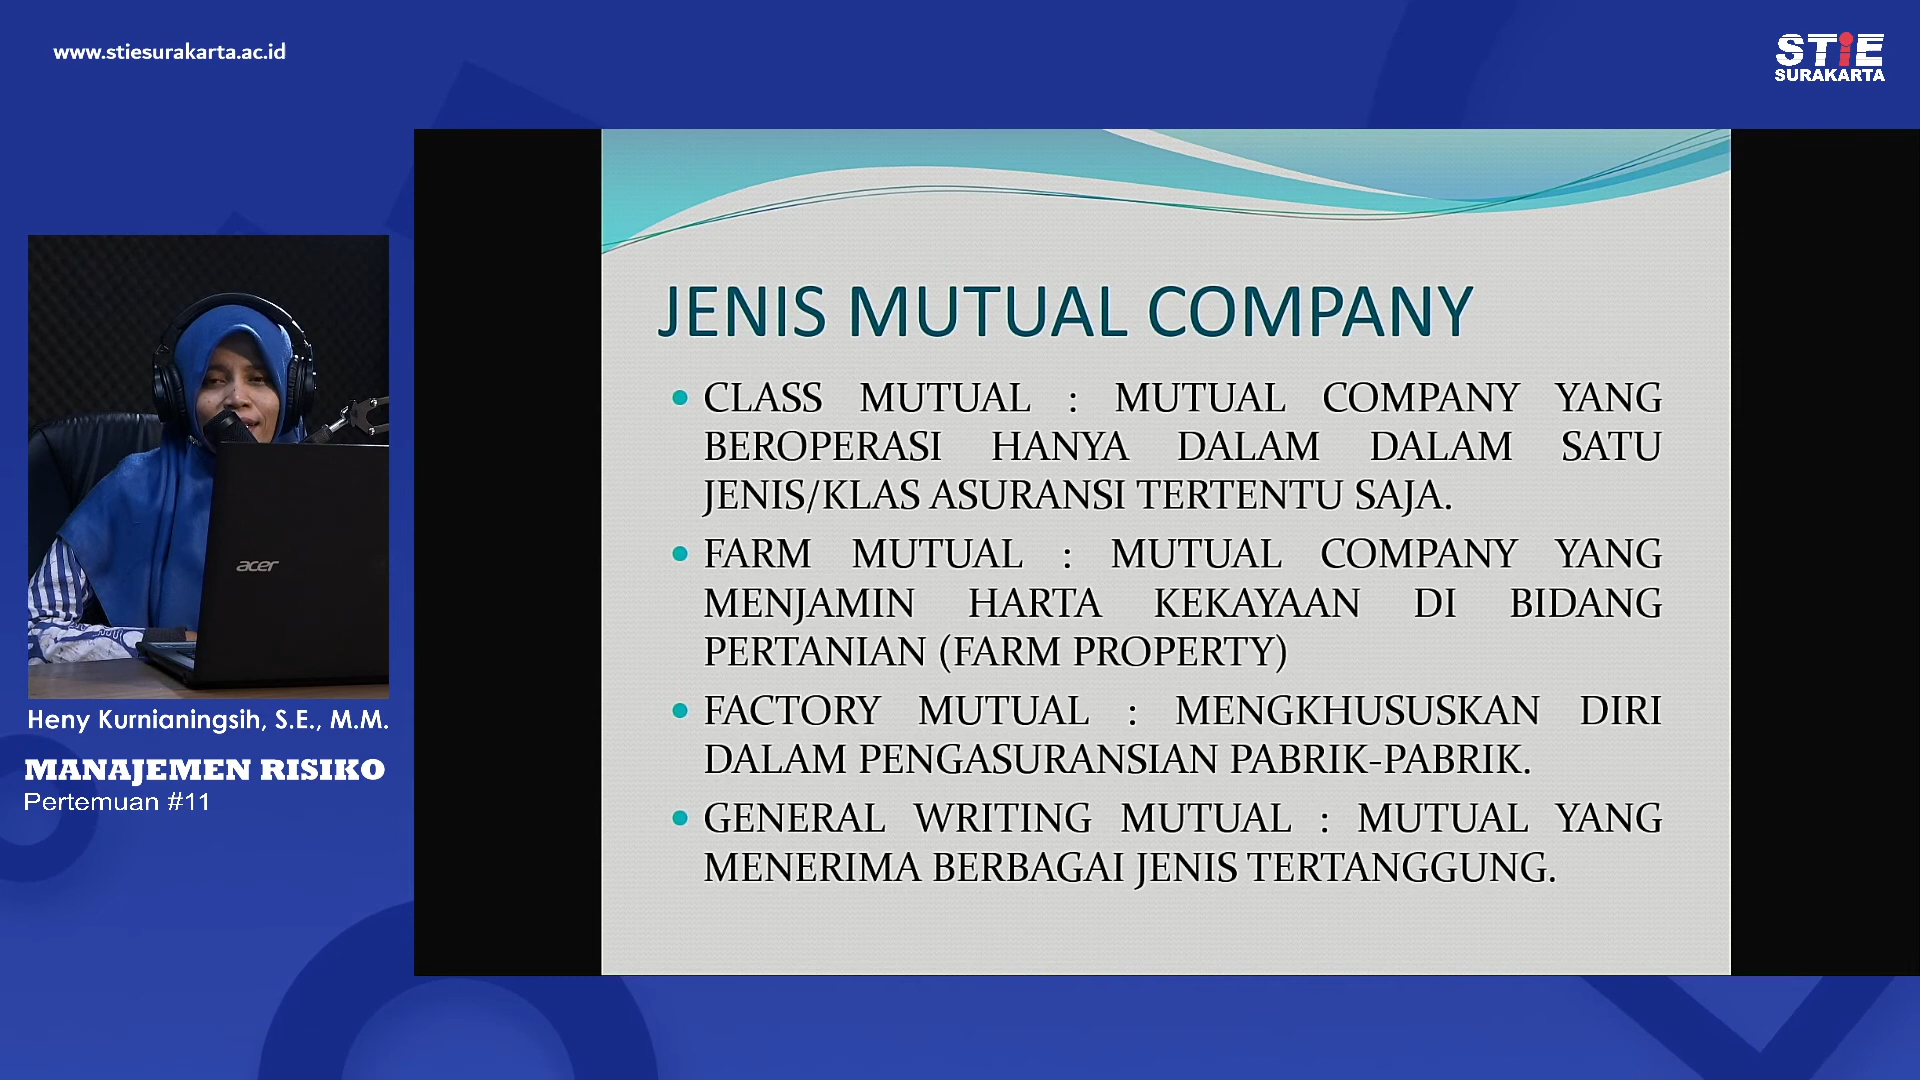 www.stiesurakarta.ac.id
STiE
SURAKARTA
JENIS MUTUAL COMPANY
• CLASS MUTUAL : MUTUAL COMPANY YANG
BEROPERASI HANYA DALAM DALAM SATU
JENIS/KLAS ASURANSI TERTENTU SAJA.
• FARM MUTUAL : MUTUAL COMPANY YANG
MENJAMIN HARTA KEKAYAAN DI BIDANG
PERTANIAN (FARM PROPERTY)
• FACTORY MUTUAL : MENGKHUSUSKAN DIRI
DALAM PENGASURANSIAN PABRIK-PABRIK.
• GENERAL WRITING MUTUAL : MUTUAL YANG
MENERIMA BERBAGAI JENIS TERTANGGUNG.
acer
Heny Kurnianingsih, S.E., M.M.
MANAJEMEN RISIKO
Pertemuan #11